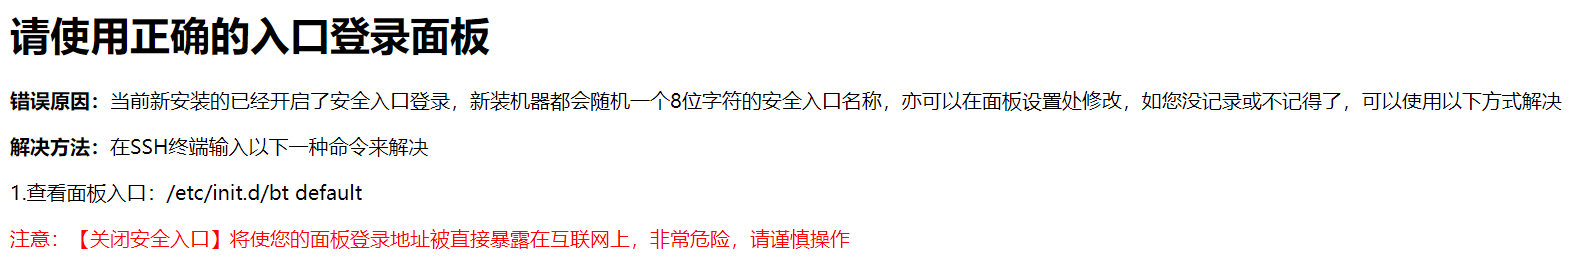 请使用正确的入口登录面板
错误原因：当前新安装的已经开启了安全入口登录，新装机器都会随机一个8位字符的安全入口名称，亦可以在面板设置处修改，如您没记录或不记得了，可以使用以下方式解决
解决方法：在SSH终端输入以下一种命令来解决
1.查看面板入口：/etc/init.d/bt default
注意：【关闭安全入口】将使您的面板登录地址被直接暴露在互联网上，非常危险，请谨慎操作